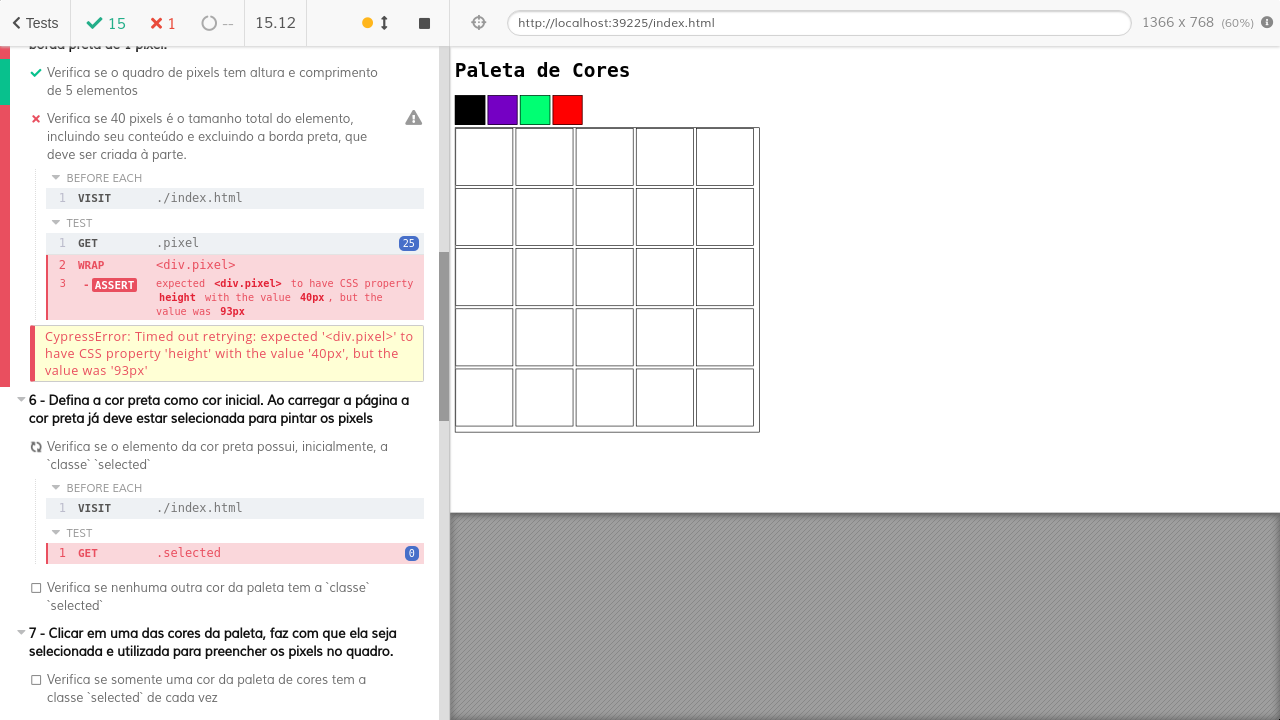 Tests
15
1
--
15.12
http://localhost:39225/index.html
1366 x 768 (60%)
borda preta de 1 pixel.
Verifica se o quadro de pixels tem altura e comprimento
de 5 elementos
Verifica se 40 pixels é o tamanho total do elemento,
incluindo seu conteúdo e excluindo a borda preta, que
deve ser criada à parte.
BEFORE EACH
1 VISIT ./index.html
TEST
1 GET .pixel 25
2 WRAP <div.pixel>
3 -ASSERT expected <div.pixel> to have CSS property
height with the value 40px, but the
value was 93px
CypressError: Timed out retrying: expected '<div.pixel>' to
have CSS property 'height' with the value '40px', but the
value was '93px'
6 - Defina a cor preta como cor inicial. Ao carregar a página a
cor preta já deve estar selecionada para pintar os pixels
Verifica se o elemento da cor preta possui, inicialmente, a
`classe` `selected`
BEFORE EACH
1 VISIT ./index.html
TEST
1 GET .selected 0
Verifica se nenhuma outra cor da paleta tem a `classe`
`selected`
7 - Clicar em uma das cores da paleta, faz com que ela seja
selecionada e utilizada para preencher os pixels no quadro.
Verifica se somente uma cor da paleta de cores tem a
classe `selected` de cada vez
Paleta de Cores